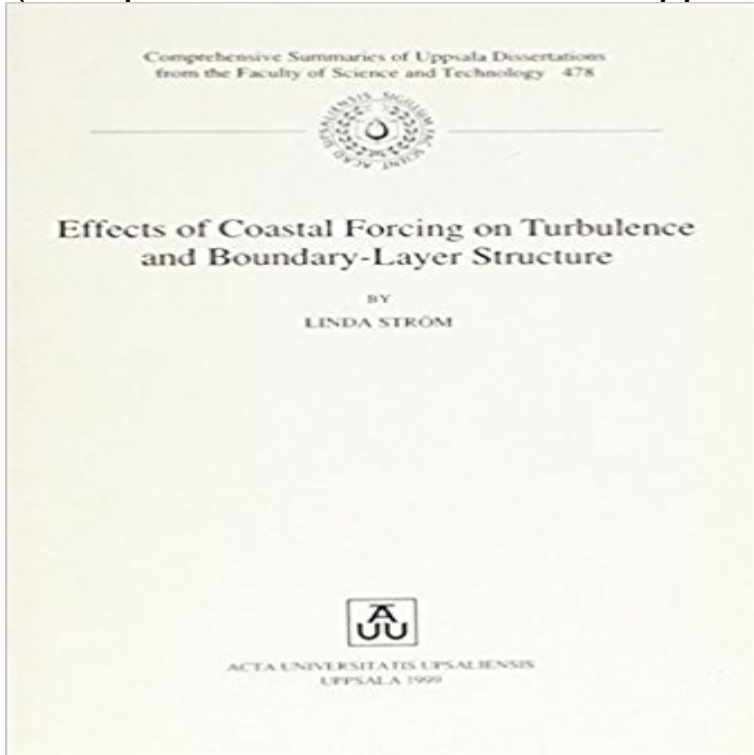 Comprehensive Summaries of Uppsala Dissertations
from the Faculty of Science and Technology 478
Effects of Coastal Forcing on Turbulence
and Boundary-Layer Structure
BY
LINDA STRÖM
AUU
ACTA UNIVERSITATIS UPSALIENSIS
UPPSALA 1999